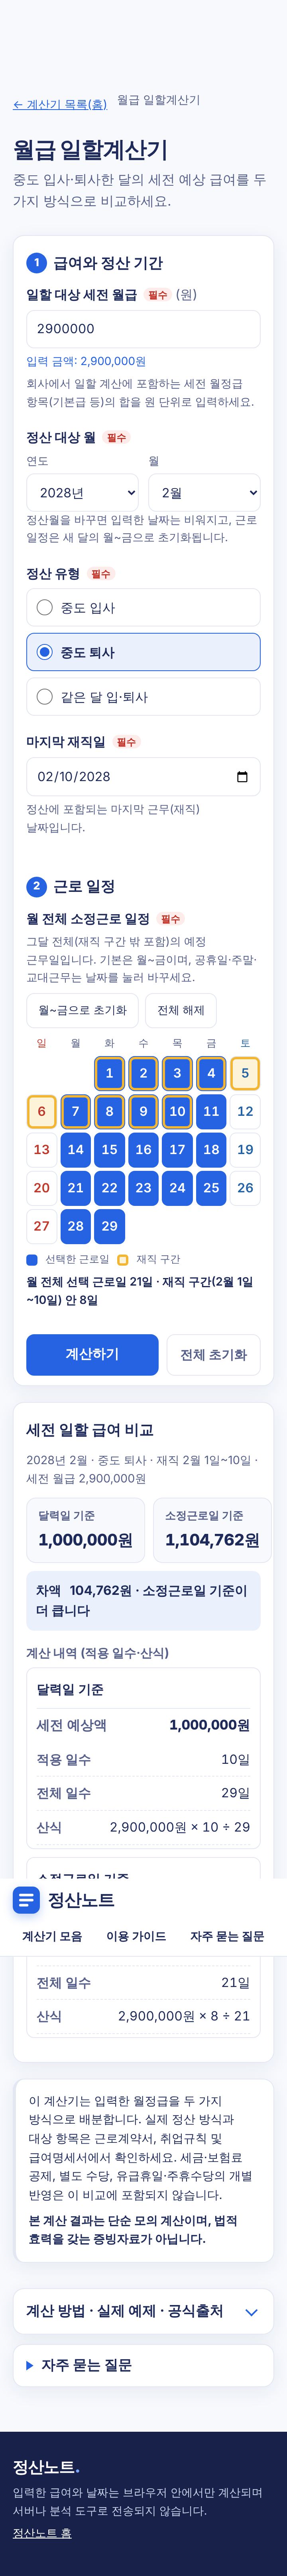 ← 계산기 목록(홈) 월급 일할계산기
월급 일할계산기
중도 입사·퇴사한 달의 세전 예상 급여를 두
가지 방식으로 비교하세요.
1 급여와 정산 기간
일할 대상 세전 월급 필수 (원)
2900000
입력 금액: 2,900,000원
회사에서 일할 계산에 포함하는 세전 월정급
항목(기본급 등)의 합을 원 단위로 입력하세요.
정산 대상 월 필수
연도 월
2028년 2월
정산월을 바꾸면 입력한 날짜는 비워지고, 근로
일정은 새 달의 월~금으로 초기화됩니다.
정산 유형 필수
중도 입사
중도 퇴사
같은 달 입·퇴사
마지막 재직일 필수
02/10/2028
정산에 포함되는 마지막 근무(재직)
날짜입니다.
2 근로 일정
월 전체 소정근로 일정 필수
그달 전체(재직 구간 밖 포함)의 예정
근무일입니다. 기본은 월~금이며, 공휴일·주말·
교대근무는 날짜를 눌러 바꾸세요.
월~금으로 초기화 전체 해제
일 월 화 수 목 금 토
1 2 3 4 5
6 7 8 9 10 11 12
13 14 15 16 17 18 19
20 21 22 23 24 25 26
27 28 29
선택한 근로일 재직 구간
월 전체 선택 근로일 21일 · 재직 구간(2월 1일
~10일) 안 8일
계산하기 전체 초기화
세전 일할 급여 비교
2028년 2월 · 중도 퇴사 · 재직 2월 1일~10일 ·
세전 월급 2,900,000원
달력일 기준 소정근로일 기준
1,000,000원 1,104,762원
차액 104,762원 · 소정근로일 기준이
더 큽니다
계산 내역 (적용 일수·산식)
달력일 기준
세전 예상액 1,000,000원
적용 일수 10일
전체 일수 29일
산식 2,900,000원 × 10 ÷ 29
소정근로일 기준
정산노트
계산기 모음 이용 가이드 자주 묻는 질문
전체 일수 21일
산식 2,900,000원 × 8 ÷ 21
이 계산기는 입력한 월정급을 두 가지
방식으로 배분합니다. 실제 정산 방식과
대상 항목은 근로계약서, 취업규칙 및
급여명세서에서 확인하세요. 세금·보험료
공제, 별도 수당, 유급휴일·주휴수당의 개별
반영은 이 비교에 포함되지 않습니다.
본 계산 결과는 단순 모의 계산이며, 법적
효력을 갖는 증빙자료가 아닙니다.
계산 방법 · 실제 예제 · 공식출처
자주 묻는 질문
정산노트.
입력한 급여와 날짜는 브라우저 안에서만 계산되며
서버나 분석 도구로 전송되지 않습니다.
정산노트 홈